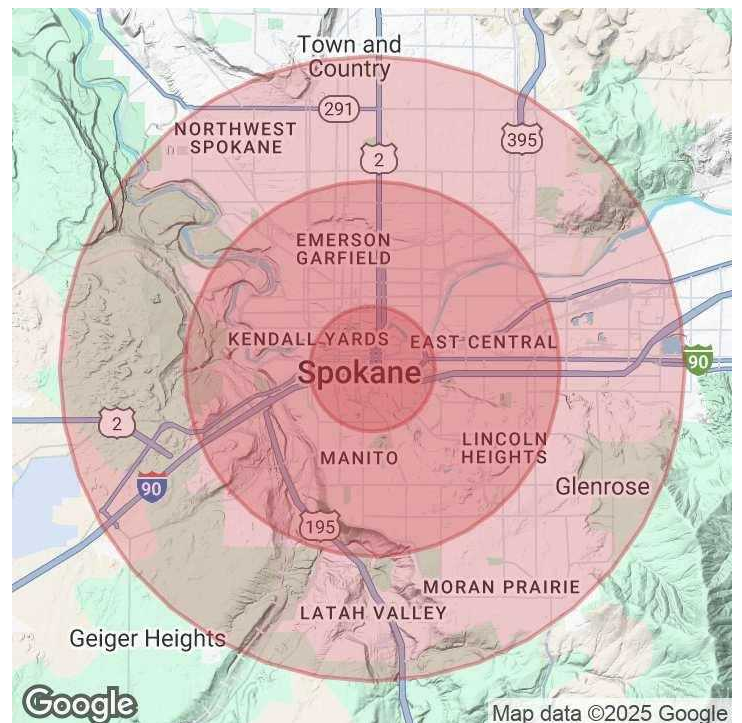 Town and
Country
291
NORTHWEST
SPOKANE
395
2
EMERSON
GARFIELD
KENDALL YARDS
EAST CENTRAL
90
Spokane
2
LINCOLN
HEIGHTS
MANITO
Glenrose
90
195
MORAN PRAIRIE
LATAH VALLEY
Geiger Heights
Google
Map data ©2025 Google